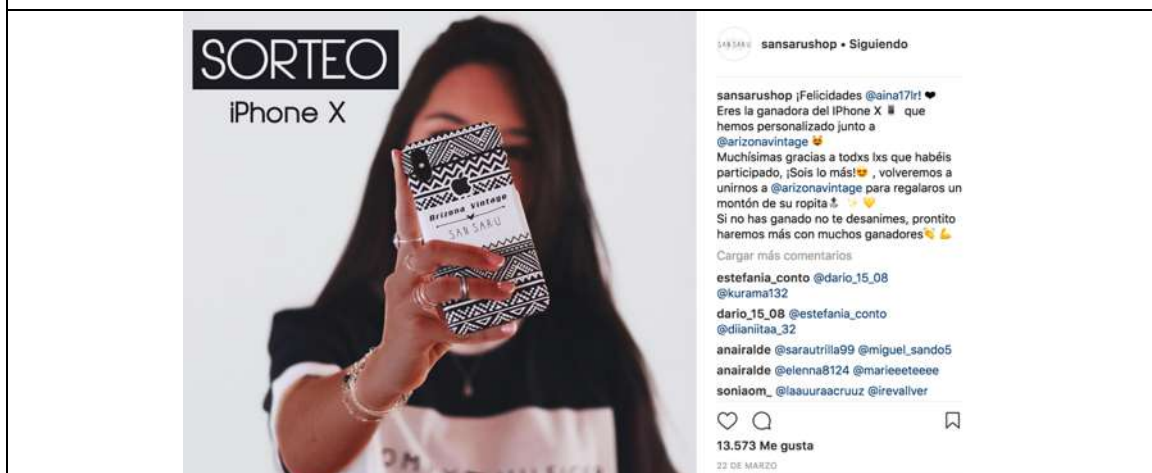 SORTEO
iPhone X
Arizona Vintage
SAN SARU
SAN SARU
sansarushop • Siguiendo
sansarushop ¡Felicidades @aina17lr! ❤
Eres la ganadora del IPhone X 📱 que
hemos personalizado junto a
@arizonavintage 😻
Muchísimas gracias a todxs lxs que habéis
participado, ¡Sois lo más!😍 , volveremos a
unirnos a @arizonavintage para regalaros un
montón de su ropita🔝 ✨ 💛
Si no has ganado no te desanimes, prontito
haremos más con muchos ganadores👏 💪
Cargar más comentarios
estefania_conto @dario_15_08
@kurama132
dario_15_08 @estefania_conto
@diianiitaa_32
anairalde @sarautrilla99 @miguel_sando5
anairalde @elenna8124 @marieeeteeee
soniaom_ @laauuraacruuz @irevallver
13.573 Me gusta
22 DE MARZO